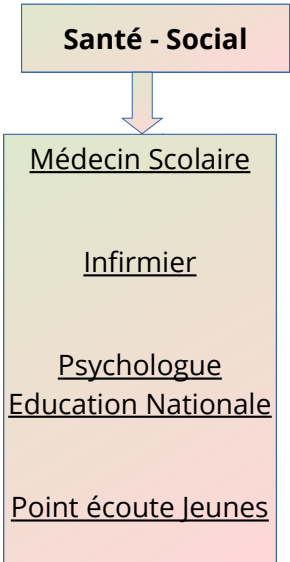 Santé - Social
Médecin Scolaire
Infirmier
Psychologue
Education Nationale
Point écoute Jeunes